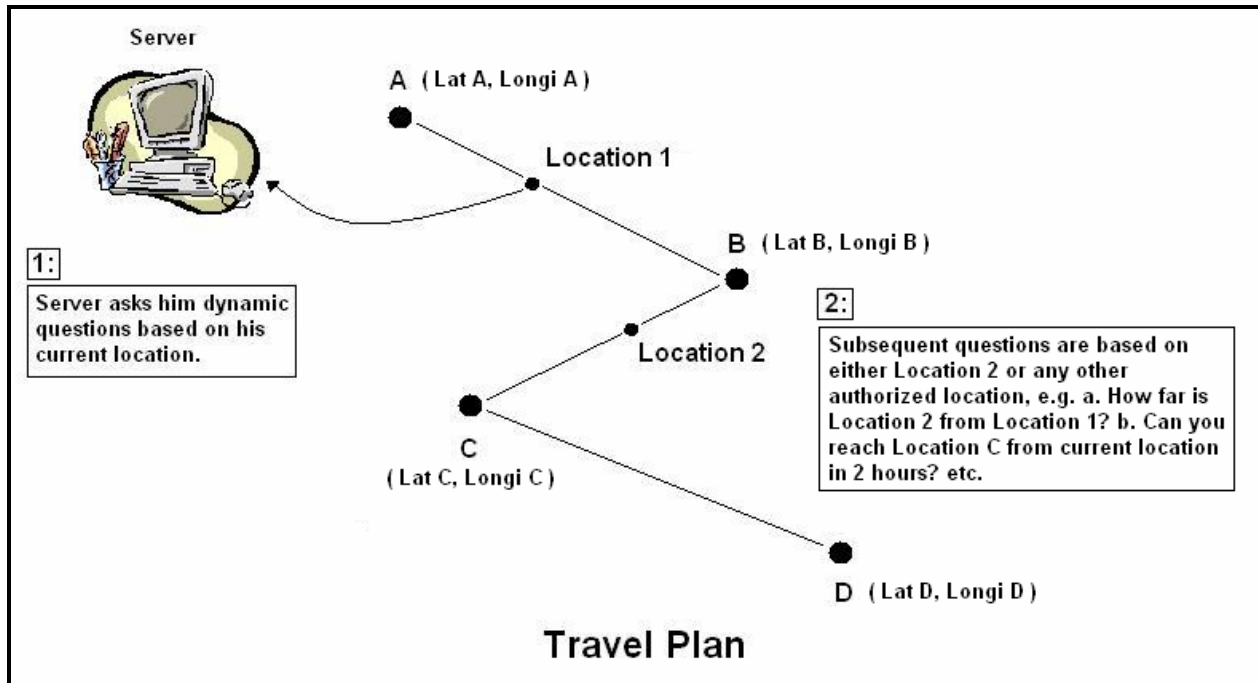 Server
A ( Lat A, Longi A )
Location 1
B ( Lat B, Longi B )
1:
Server asks him dynamic
questions based on his
current location.
Location 2
2:
Subsequent questions are based on
either Location 2 or any other
authorized location, e.g. a. How far is
Location 2 from Location 1? b. Can you
reach Location C from current location
in 2 hours? etc.
C
( Lat C, Longi C )
D ( Lat D, Longi D )
Travel Plan